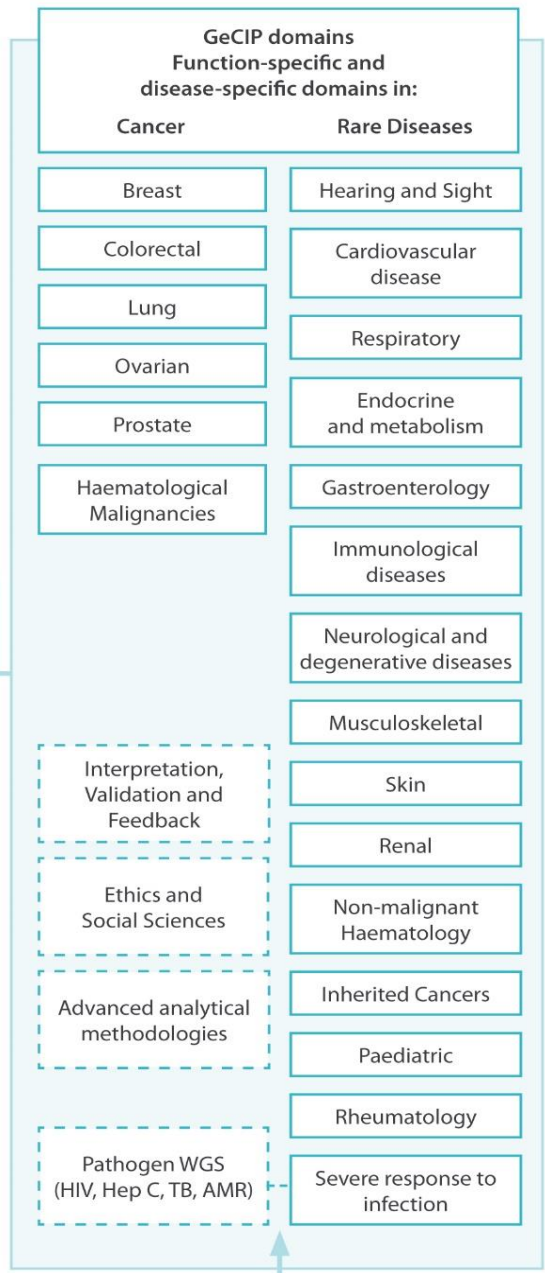 GeCIP domains
Function-specific and
disease-specific domains in:
Cancer
Rare Diseases
Breast
Colorectal
Lung
Ovarian
Prostate
Haematological
Malignancies
Interpretation,
Validation and
Feedback
Ethics and
Social Sciences
Advanced analytical
methodologies
Pathogen WGS
(HIV, Hep C, TB, AMR)
Hearing and Sight
Cardiovascular
disease
Respiratory
Endocrine
and metabolism
Gastroenterology
Immunological
diseases
Neurological and
degenerative diseases
Musculoskeletal
Skin
Renal
Non-malignant
Haematology
Inherited Cancers
Paediatric
Rheumatology
Severe response to
infection